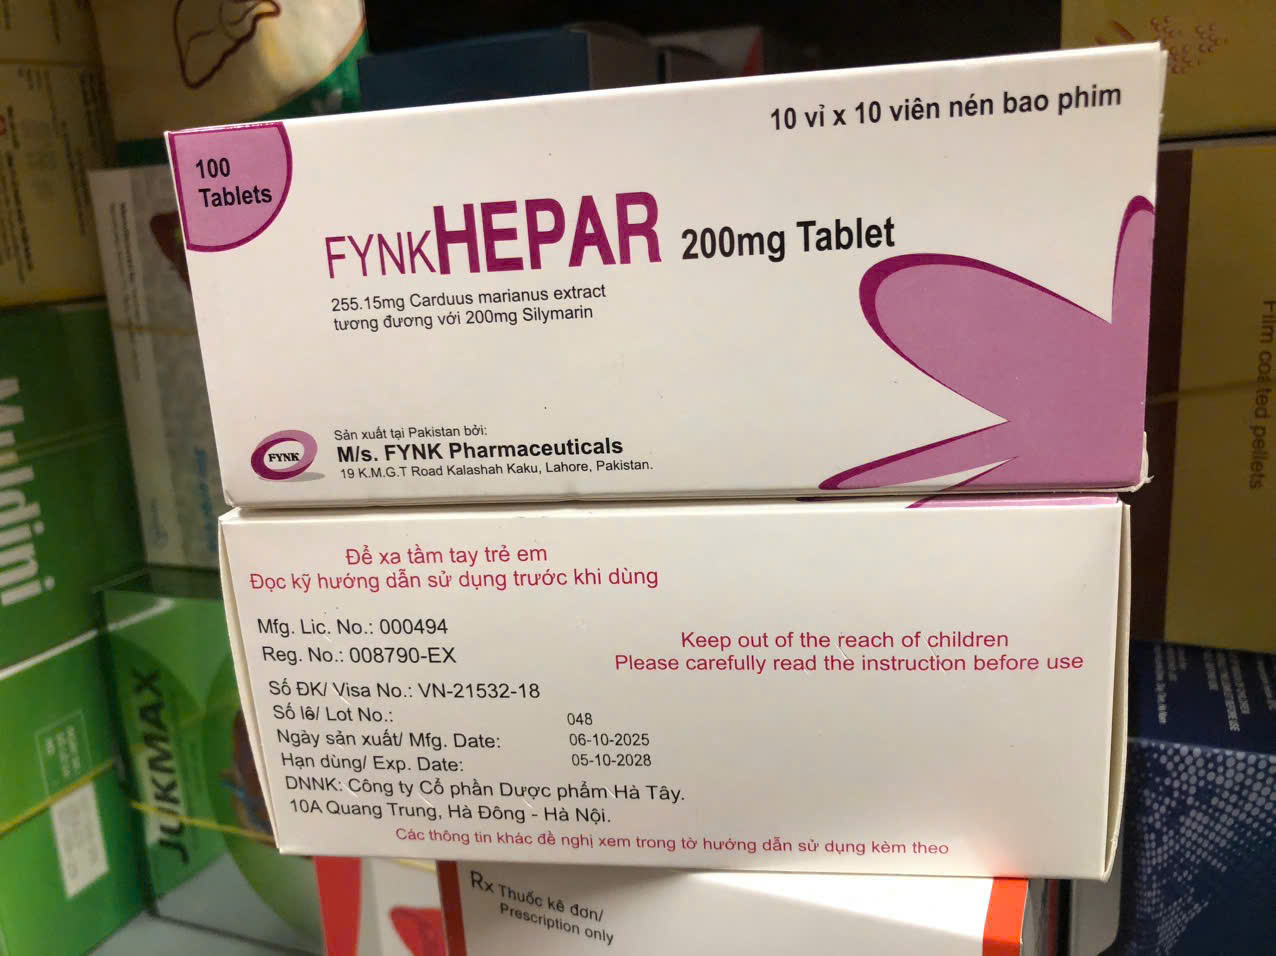 100
Tablets
10 vỉ x 10 viên nén bao phim
FYNKHEPAR 200mg Tablet
255.15mg Carduus marianus extract
tương đương với 200mg Silymarin
FYNK
Sản xuất tại Pakistan bởi:
M/s. FYNK Pharmaceuticals
19 K.M.G.T Road Kalashah Kaku, Lahore, Pakistan.
Để xa tầm tay trẻ em
Đọc kỹ hướng dẫn sử dụng trước khi dùng
Mfg. Lic. No.: 000494
Reg. No.: 008790-EX
Keep out of the reach of children
Please carefully read the instruction before use
Số ĐK/ Visa No.: VN-21532-18
Số lô/ Lot No.: 048
Ngày sản xuất/ Mfg. Date: 06-10-2025
Hạn dùng/ Exp. Date: 05-10-2028
DNNK: Công ty Cổ phần Dược phẩm Hà Tây.
10A Quang Trung, Hà Đông - Hà Nội.
Các thông tin khác đề nghị xem trong tờ hướng dẫn sử dụng kèm theo
Rx Thuốc kê đơn/
Prescription only
Muldini
JUKMAX
Film coated pellets